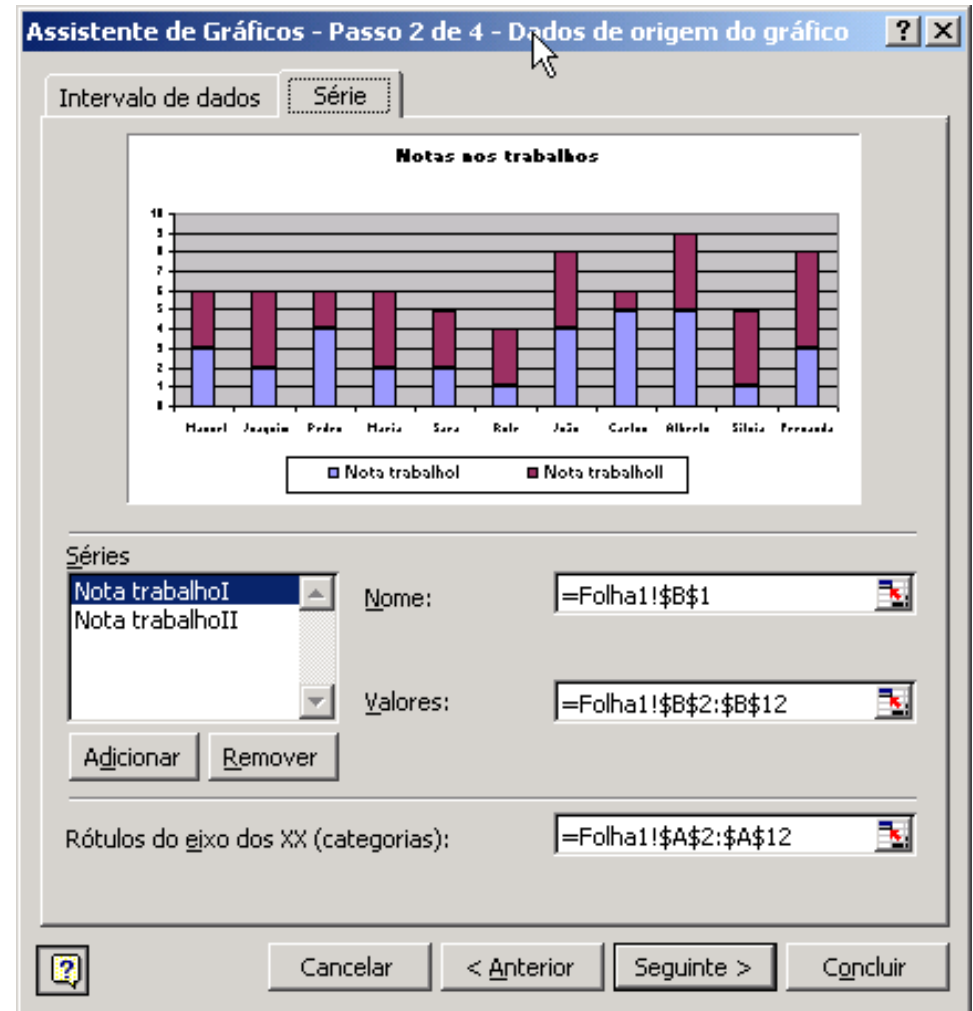 Assistente de Gráficos - Passo 2 de 4 - Dados de origem do gráfico
Intervalo de dados Série
Notas nos trabalhos
10
9
8
7
6
5
4
3
2
1
0
Manuel Joaquim Pedro Maria Sara Rute João Carlos Alberto Sílvia Fernanda
Nota trabalhoI Nota trabalhoII
Séries
Nota trabalhoI
Nota trabalhoII
Nome: =Folha1!$B$1
Valores: =Folha1!$B$2:$B$12
Adicionar Remover
Rótulos do eixo dos XX (categorias): =Folha1!$A$2:$A$12
Cancelar < Anterior Seguinte > Concluir